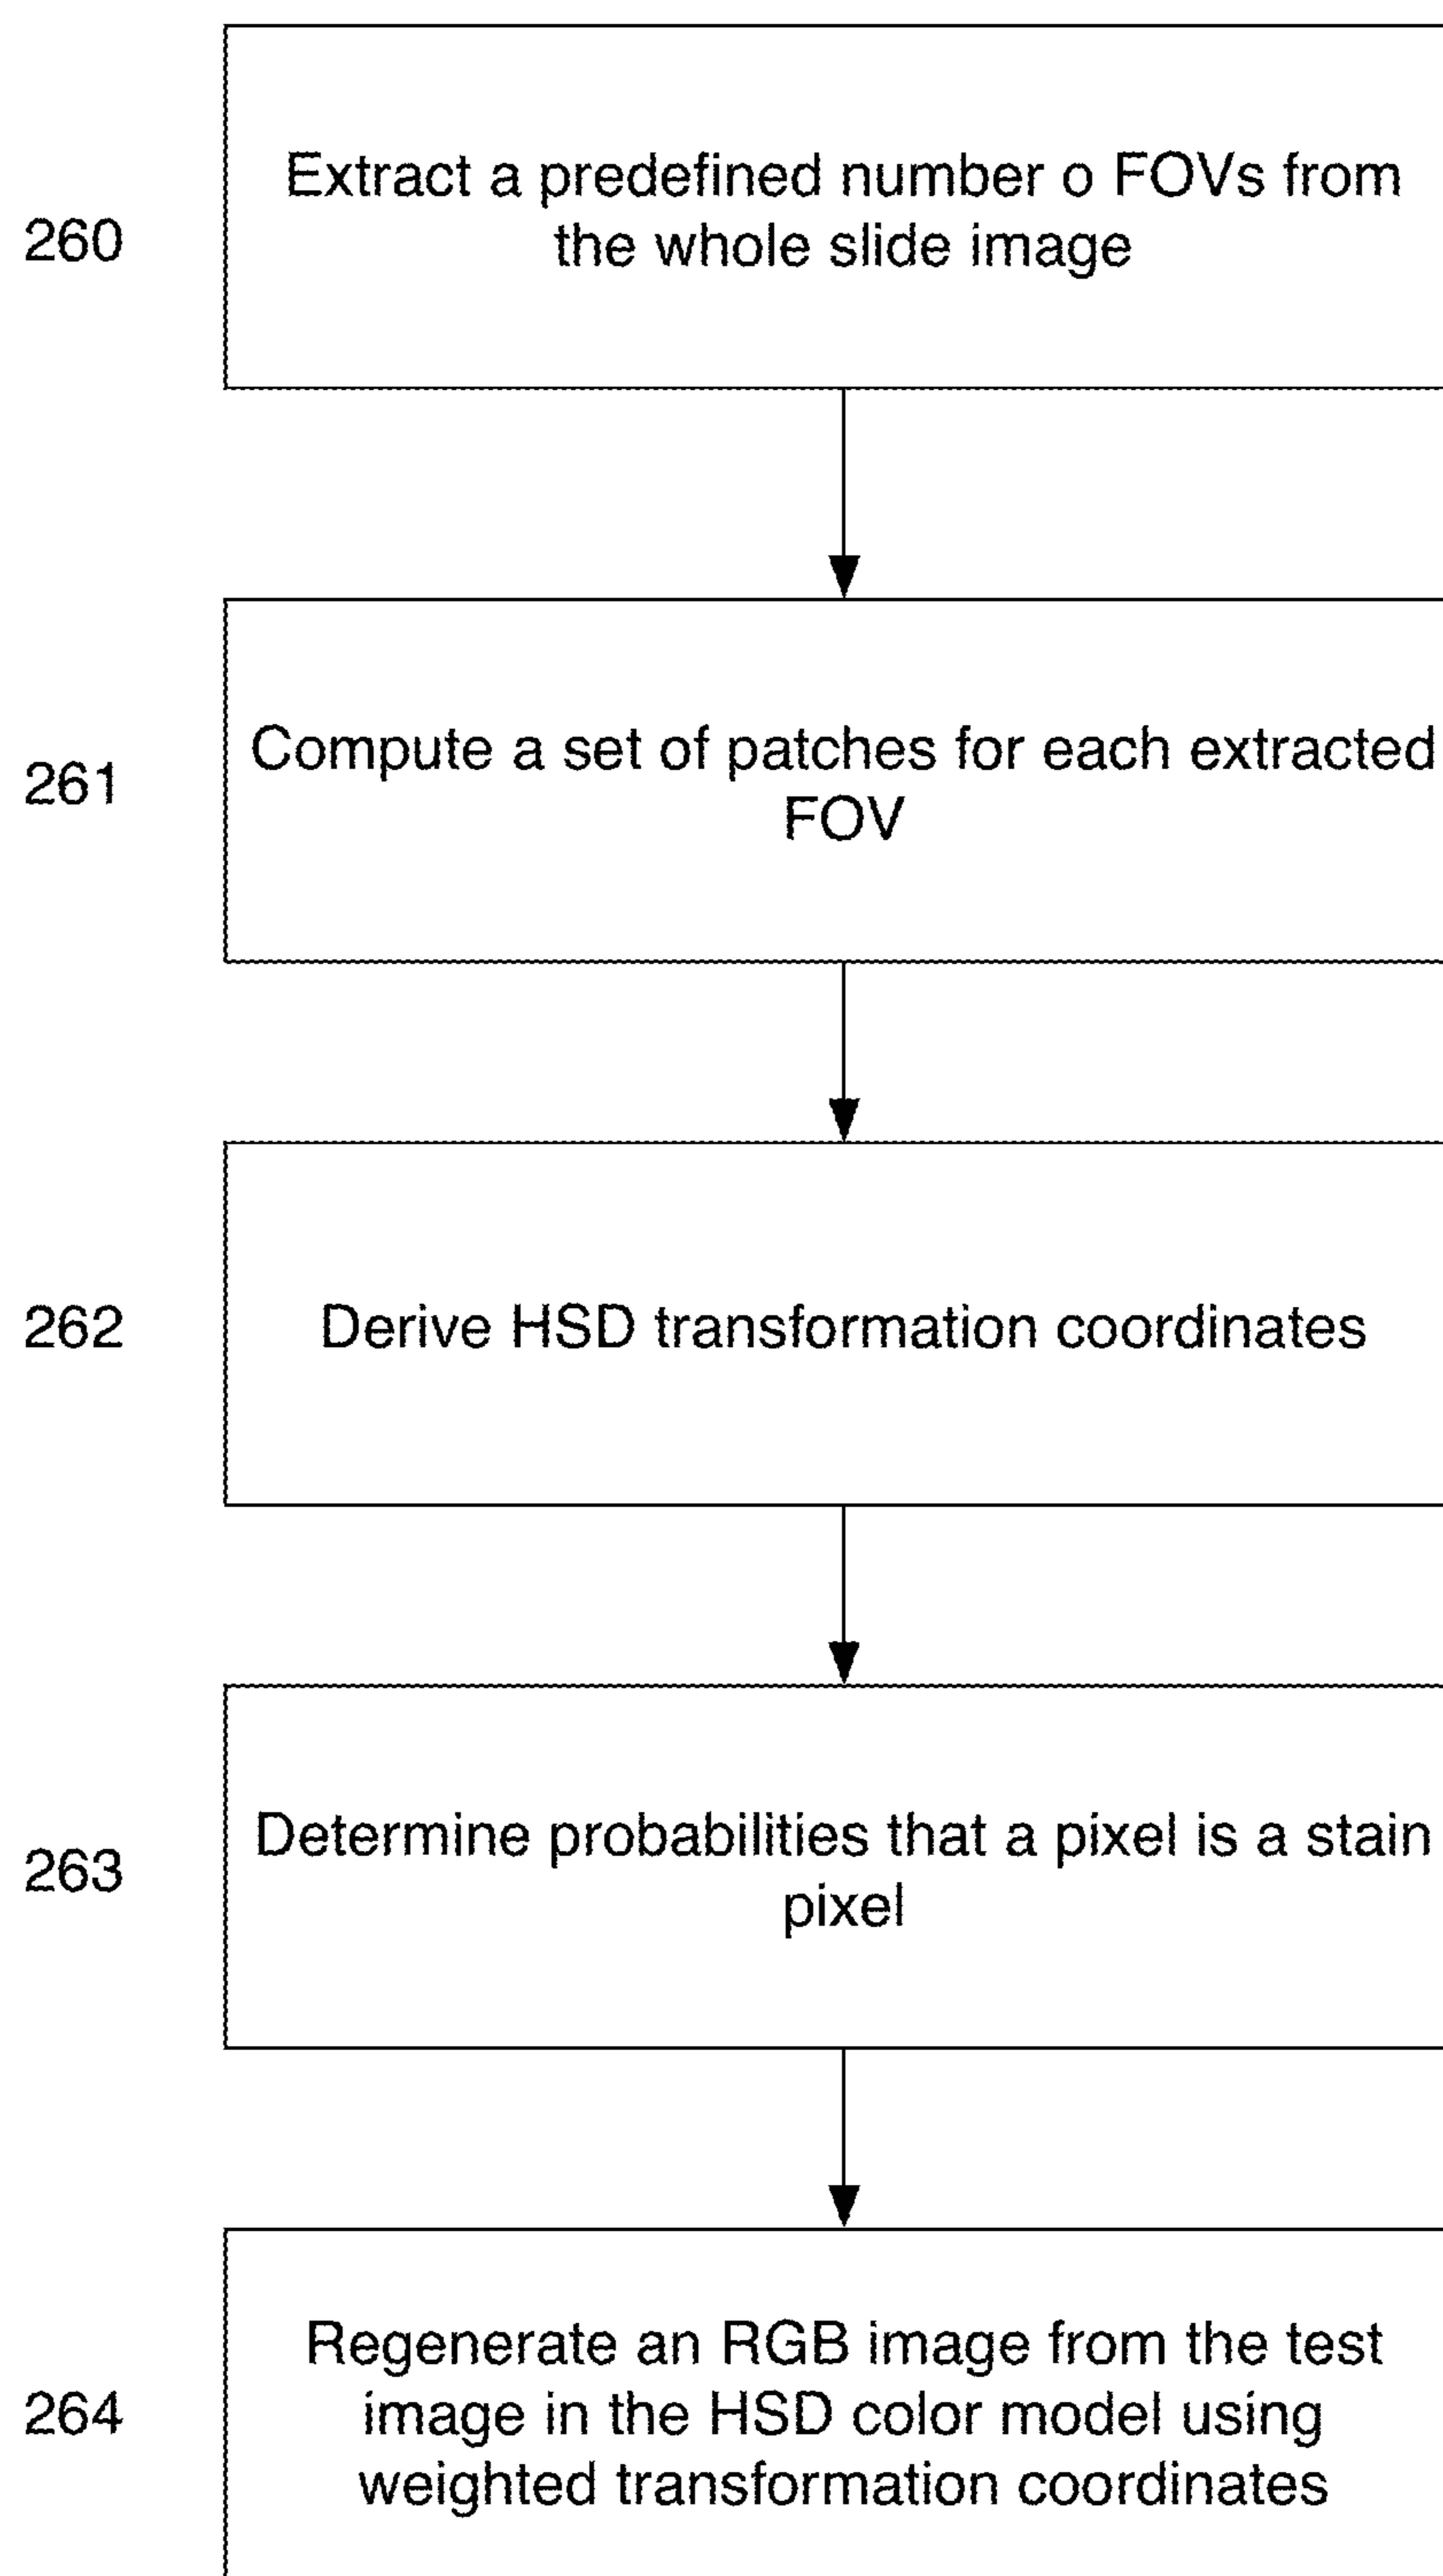 260
Extract a predefined number o FOVs from
the whole slide image
261
Compute a set of patches for each extracted
FOV
262
Derive HSD transformation coordinates
263
Determine probabilities that a pixel is a stain
pixel
264
Regenerate an RGB image from the test
image in the HSD color model using
weighted transformation coordinates